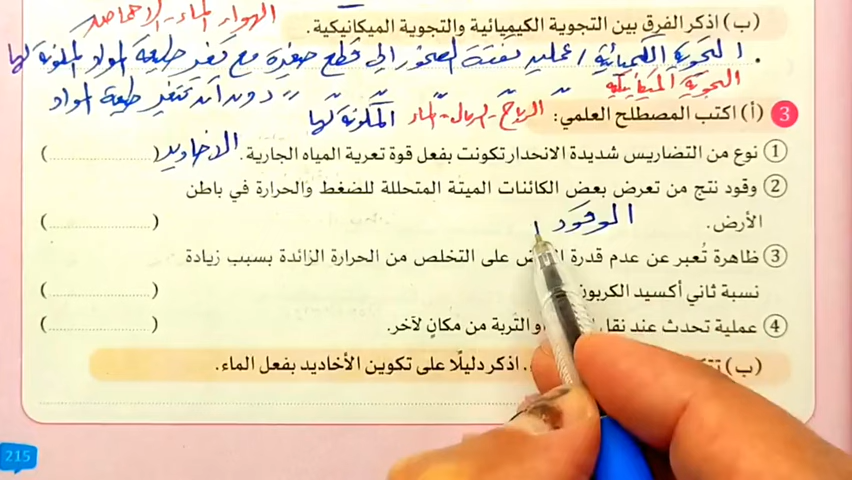 الهواء الماء - الاحماض
(ب) اذكر الفرق بين التجوية الكيميائية والتجوية الميكانيكية.
التجوية الكيميائية / عملية تفتت الصخور الي قطع صغيرة مع تغير طبيعة المواد المكونة لها
التجوية الميكانيكية " " " " دون أن تتغير طبيعة المواد
المكونة لها
الرياح - الرمال - الماء
3 (أ) اكتب المصطلح العلمي:
1 نوع من التضاريس شديدة الانحدار تكونت بفعل قوة تعرية المياه الجارية. الاخاديد (............)
2 وقود نتج من تعرض بعض الكائنات الميتة المتحللة للضغط والحرارة في باطن
الأرض. الوقود ا (............)
3 ظاهرة تُعبر عن عدم قدرة على التخلص من الحرارة الزائدة بسبب زيادة
نسبة ثاني أكسيد الكربون (............)
4 عملية تحدث عند نقل أو التربة من مكانٍ لآخر. (............)
(ب) اذكر دليلًا على تكوين الأخاديد بفعل الماء.
215